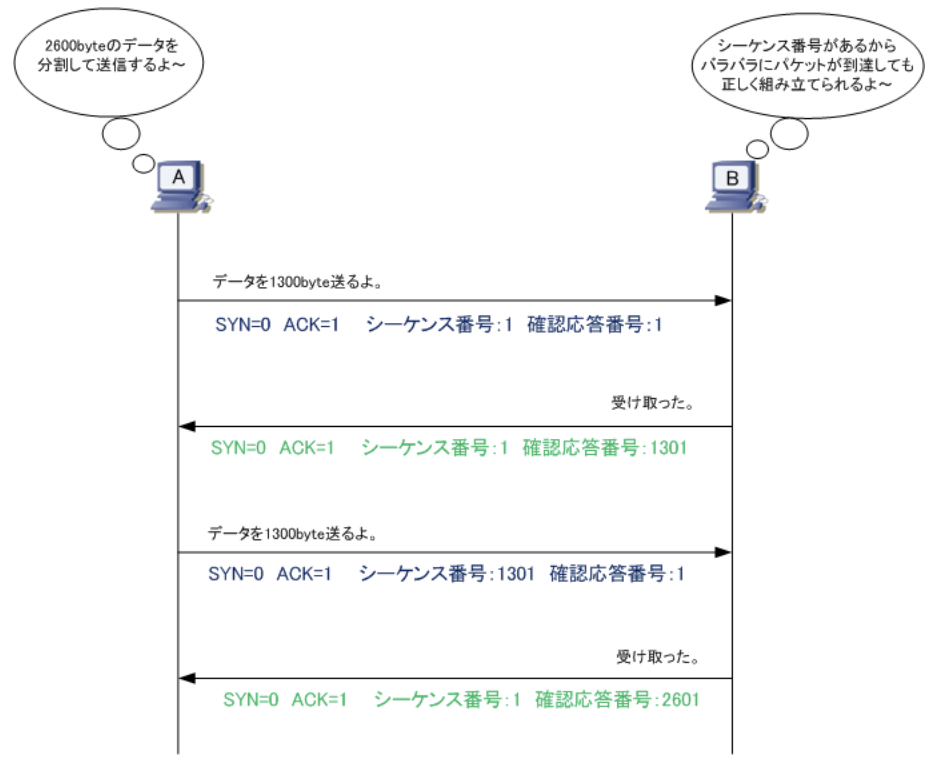 2600byteのデータを
分割して送信するよ～
シーケンス番号があるから
バラバラにパケットが到達しても
正しく組み立てられるよ～
A
B
データを1300byte送るよ。
SYN=0 ACK=1 シーケンス番号:1 確認応答番号:1
受け取った。
SYN=0 ACK=1 シーケンス番号:1 確認応答番号:1301
データを1300byte送るよ。
SYN=0 ACK=1 シーケンス番号:1301 確認応答番号:1
受け取った。
SYN=0 ACK=1 シーケンス番号:1 確認応答番号:2601